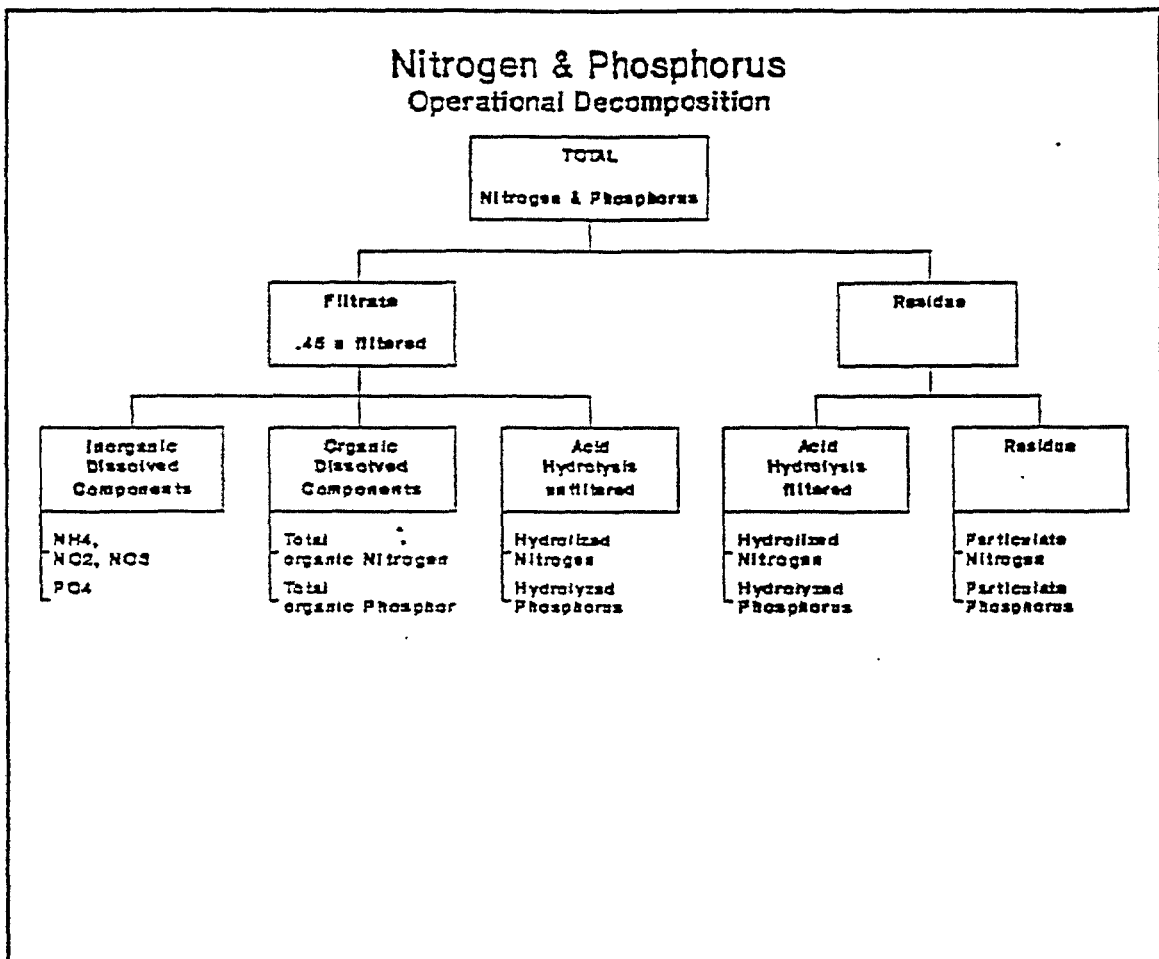 Nitrogen & Phosphorus
Operational Decomposition
TOTAL
Nitrogen & Phosphorus
Filtrate
.45 filtered
Residue
Inorganic
Dissolved
Components
NH4,
NO2, NO3
PO4
Organic
Dissolved
Components
Total
organic Nitrogen
Total
organic Phosphor
Acid
Hydrolysis
unfiltered
Hydrolized
Nitrogen
Hydrolyzed
Phosphorus
Acid
Hydrolysis
filtered
Hydrolized
Nitrogen
Hydrolyzed
Phosphorus
Residue
Particulate
Nitrogen
Particulate
Phosphorus